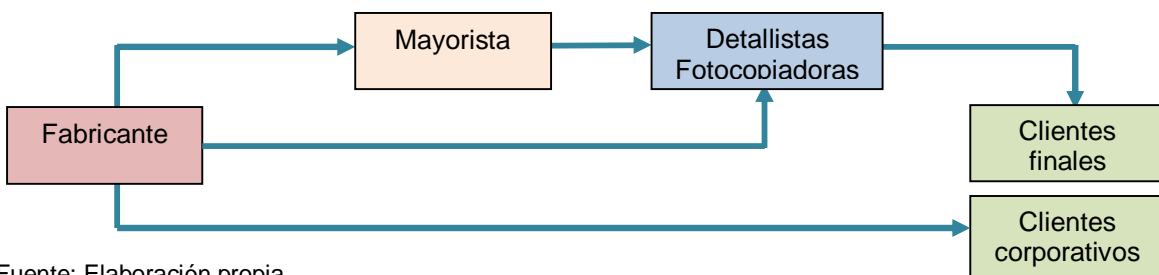 Mayorista
Detallistas
Fotocopiadoras
Fabricante
Clientes
finales
Clientes
corporativos
Fuente: Elaboración propia